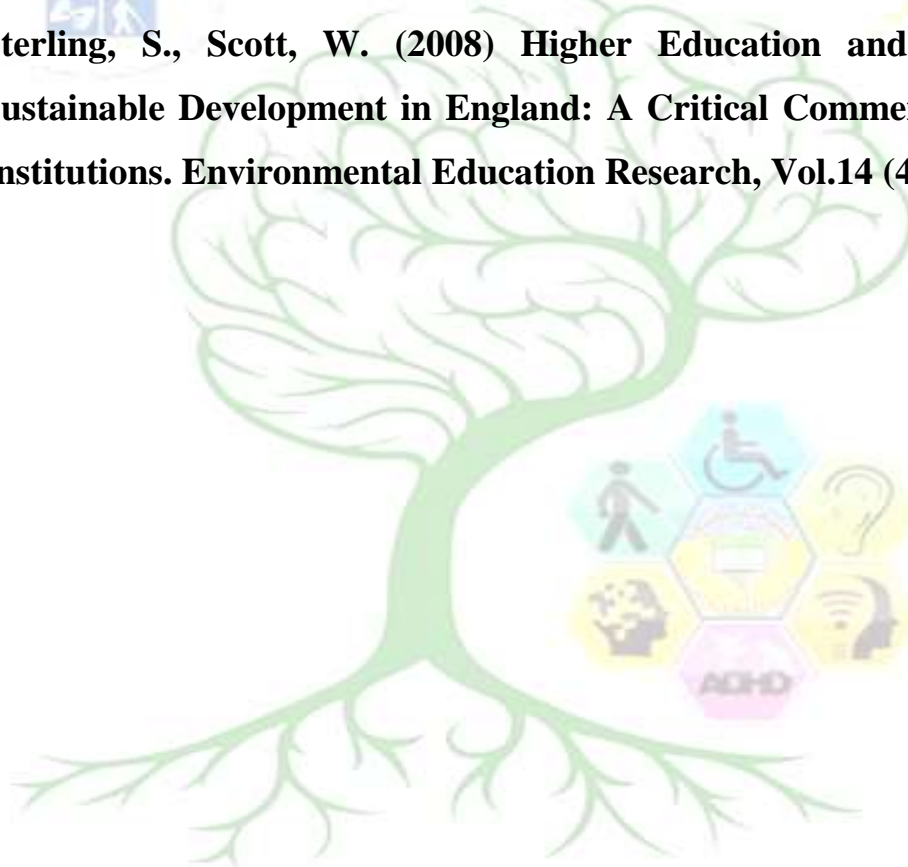 terling, S., Scott, W. (2008) Higher Education and
ustainable Development in England: A Critical Comme
nstitutions. Environmental Education Research, Vol.14 (4
ADHD